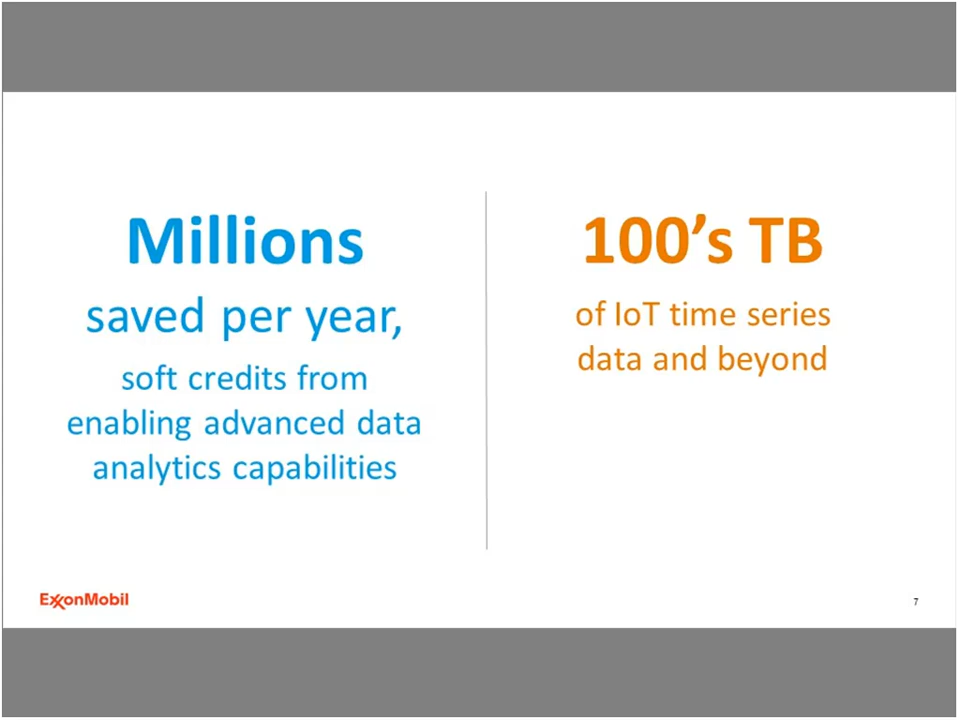 Millions
saved per year,
soft credits from
enabling advanced data
analytics capabilities
100’s TB
of IoT time series
data and beyond
ExxonMobil
7